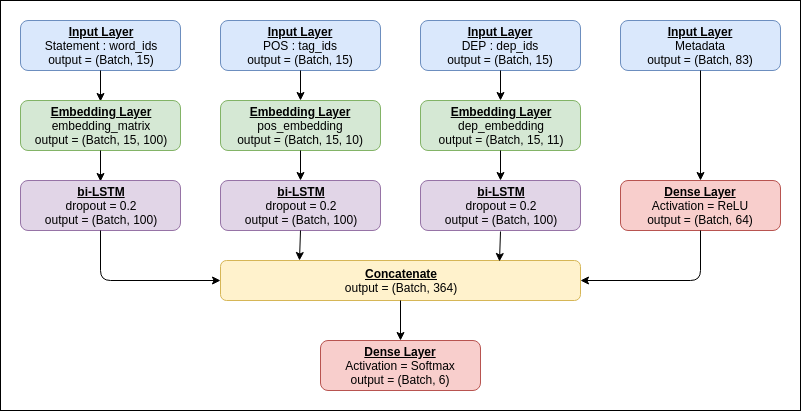 Input Layer
Statement : word_ids
output = (Batch, 15)
Input Layer
POS : tag_ids
output = (Batch, 15)
Input Layer
DEP : dep_ids
output = (Batch, 15)
Input Layer
Metadata
output = (Batch, 83)
Embedding Layer
embedding_matrix
output = (Batch, 15, 100)
Embedding Layer
pos_embedding
output = (Batch, 15, 10)
Embedding Layer
dep_embedding
output = (Batch, 15, 11)
bi-LSTM
dropout = 0.2
output = (Batch, 100)
bi-LSTM
dropout = 0.2
output = (Batch, 100)
bi-LSTM
dropout = 0.2
output = (Batch, 100)
Dense Layer
Activation = ReLU
output = (Batch, 64)
Concatenate
output = (Batch, 364)
Dense Layer
Activation = Softmax
output = (Batch, 6)